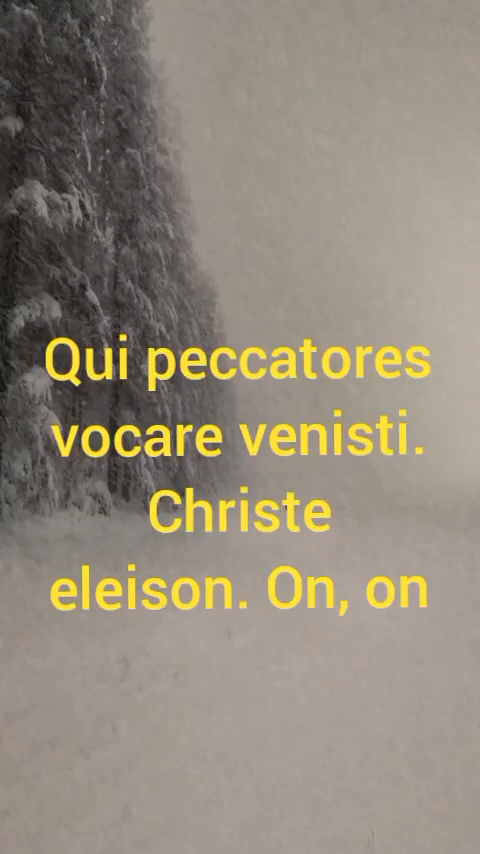 Qui peccatores
vocare venisti.
Christe
eleison. On, on